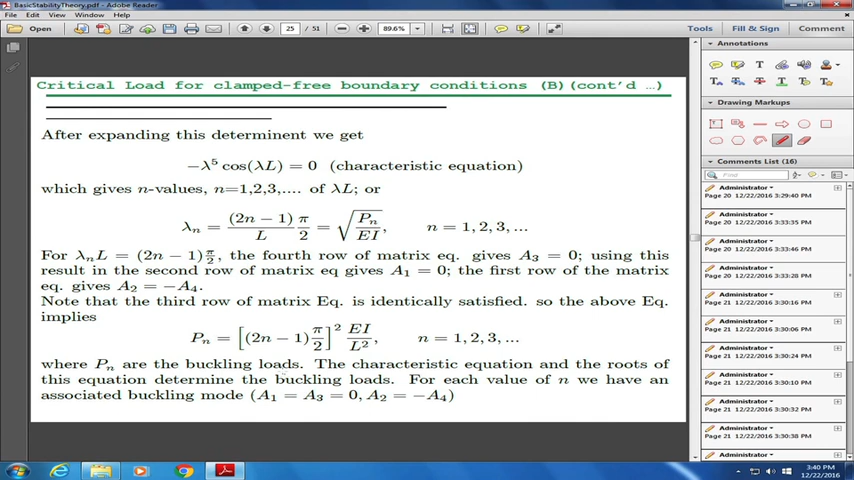 BasicStabilityTheory.pdf - Adobe Reader
File Edit View Window Help
Open 25 / 51 89.6% Tools Fill & Sign Comment
Critical Load for clamped-free boundary conditions (B)(cont'd …)
After expanding this determinent we get
−λ⁵ cos(λL) = 0 (characteristic equation)
which gives n-values, n=1,2,3,.... of λL; or
λₙ = (2n − 1)/L π/2 = √(Pₙ/EI), n = 1, 2, 3, ...
For λₙL = (2n − 1)π/2, the fourth row of matrix eq. gives A₃ = 0; using this
result in the second row of matrix eq gives A₁ = 0; the first row of the matrix
eq. gives A₂ = −A₄.
Note that the third row of matrix Eq. is identically satisfied. so the above Eq.
implies
Pₙ = [(2n − 1)π/2]² EI/L², n = 1, 2, 3, ...
where Pₙ are the buckling loads. The characteristic equation and the roots of
this equation determine the buckling loads. For each value of n we have an
associated buckling mode (A₁ = A₃ = 0, A₂ = −A₄)
Annotations
Drawing Markups
Comments List (16)
Find
Administrator
Page 20 12/22/2016 3:29:40 PM
Administrator
Page 20 12/22/2016 3:33:35 PM
Administrator
Page 20 12/22/2016 3:33:46 PM
Administrator
Page 20 12/22/2016 3:33:28 PM
Administrator
Page 21 12/22/2016 3:30:16 PM
Administrator
Page 21 12/22/2016 3:30:06 PM
Administrator
Page 21 12/22/2016 3:30:24 PM
Administrator
Page 21 12/22/2016 3:30:10 PM
Administrator
Page 21 12/22/2016 3:30:32 PM
Administrator
Page 21 12/22/2016 3:30:38 PM
Administrator
3:40 PM
12/22/2016